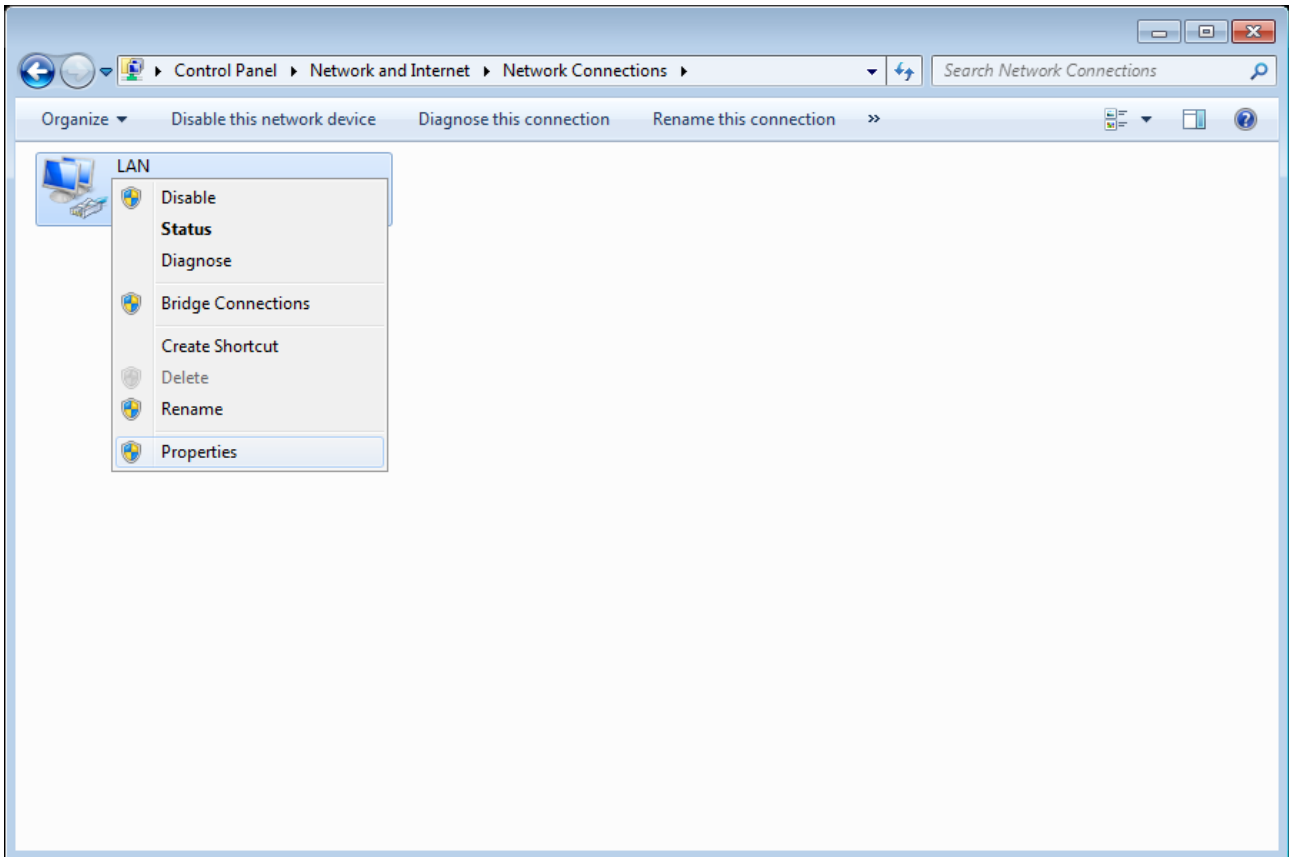 Control Panel Network and Internet Network Connections
Search Network Connections
Organize Disable this network device Diagnose this connection Rename this connection »
LAN
Disable
Status
Diagnose
Bridge Connections
Create Shortcut
Delete
Rename
Properties